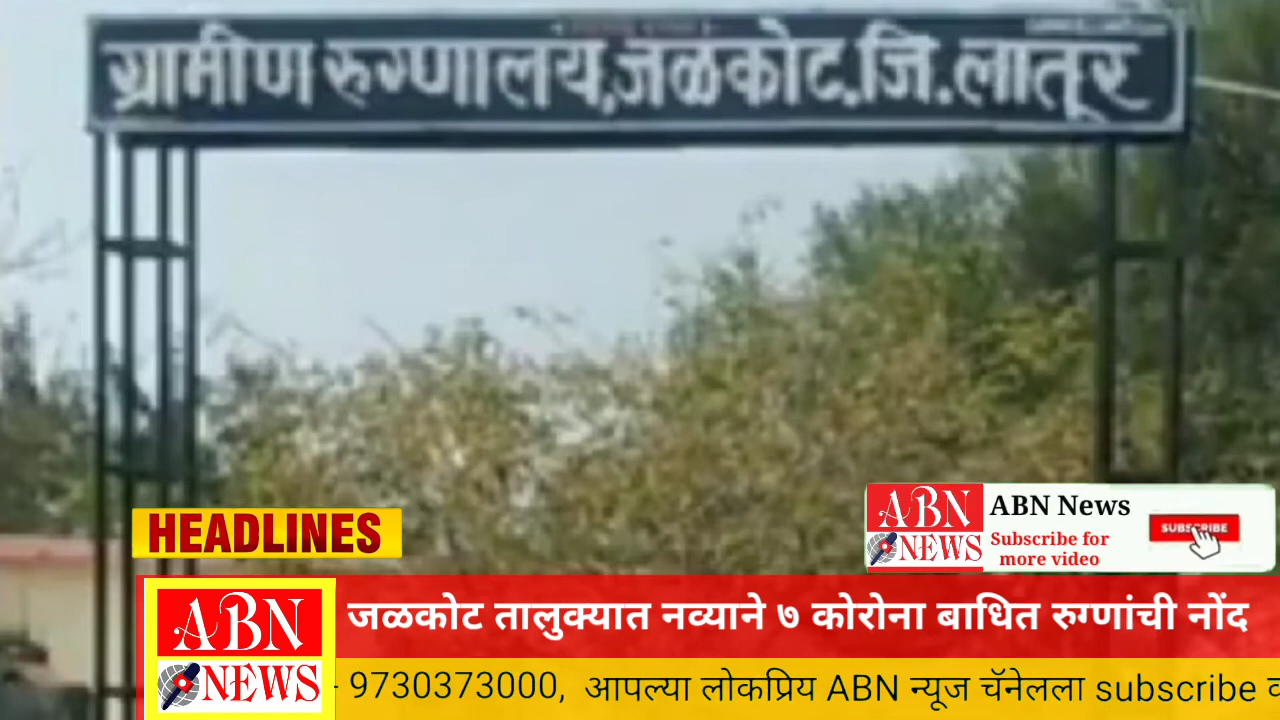 ग्रामीण रुग्णालय,जळकोट.जि.लातूर
HEADLINES
ABN NEWS
ABN News
Subscribe for
more video
SUBSCRIBE
ABN
NEWS
जळकोट तालुक्यात नव्याने ७ कोरोना बाधित रुग्णांची नोंद
- 9730373000, आपल्या लोकप्रिय ABN न्यूज चॅनेलला subscribe